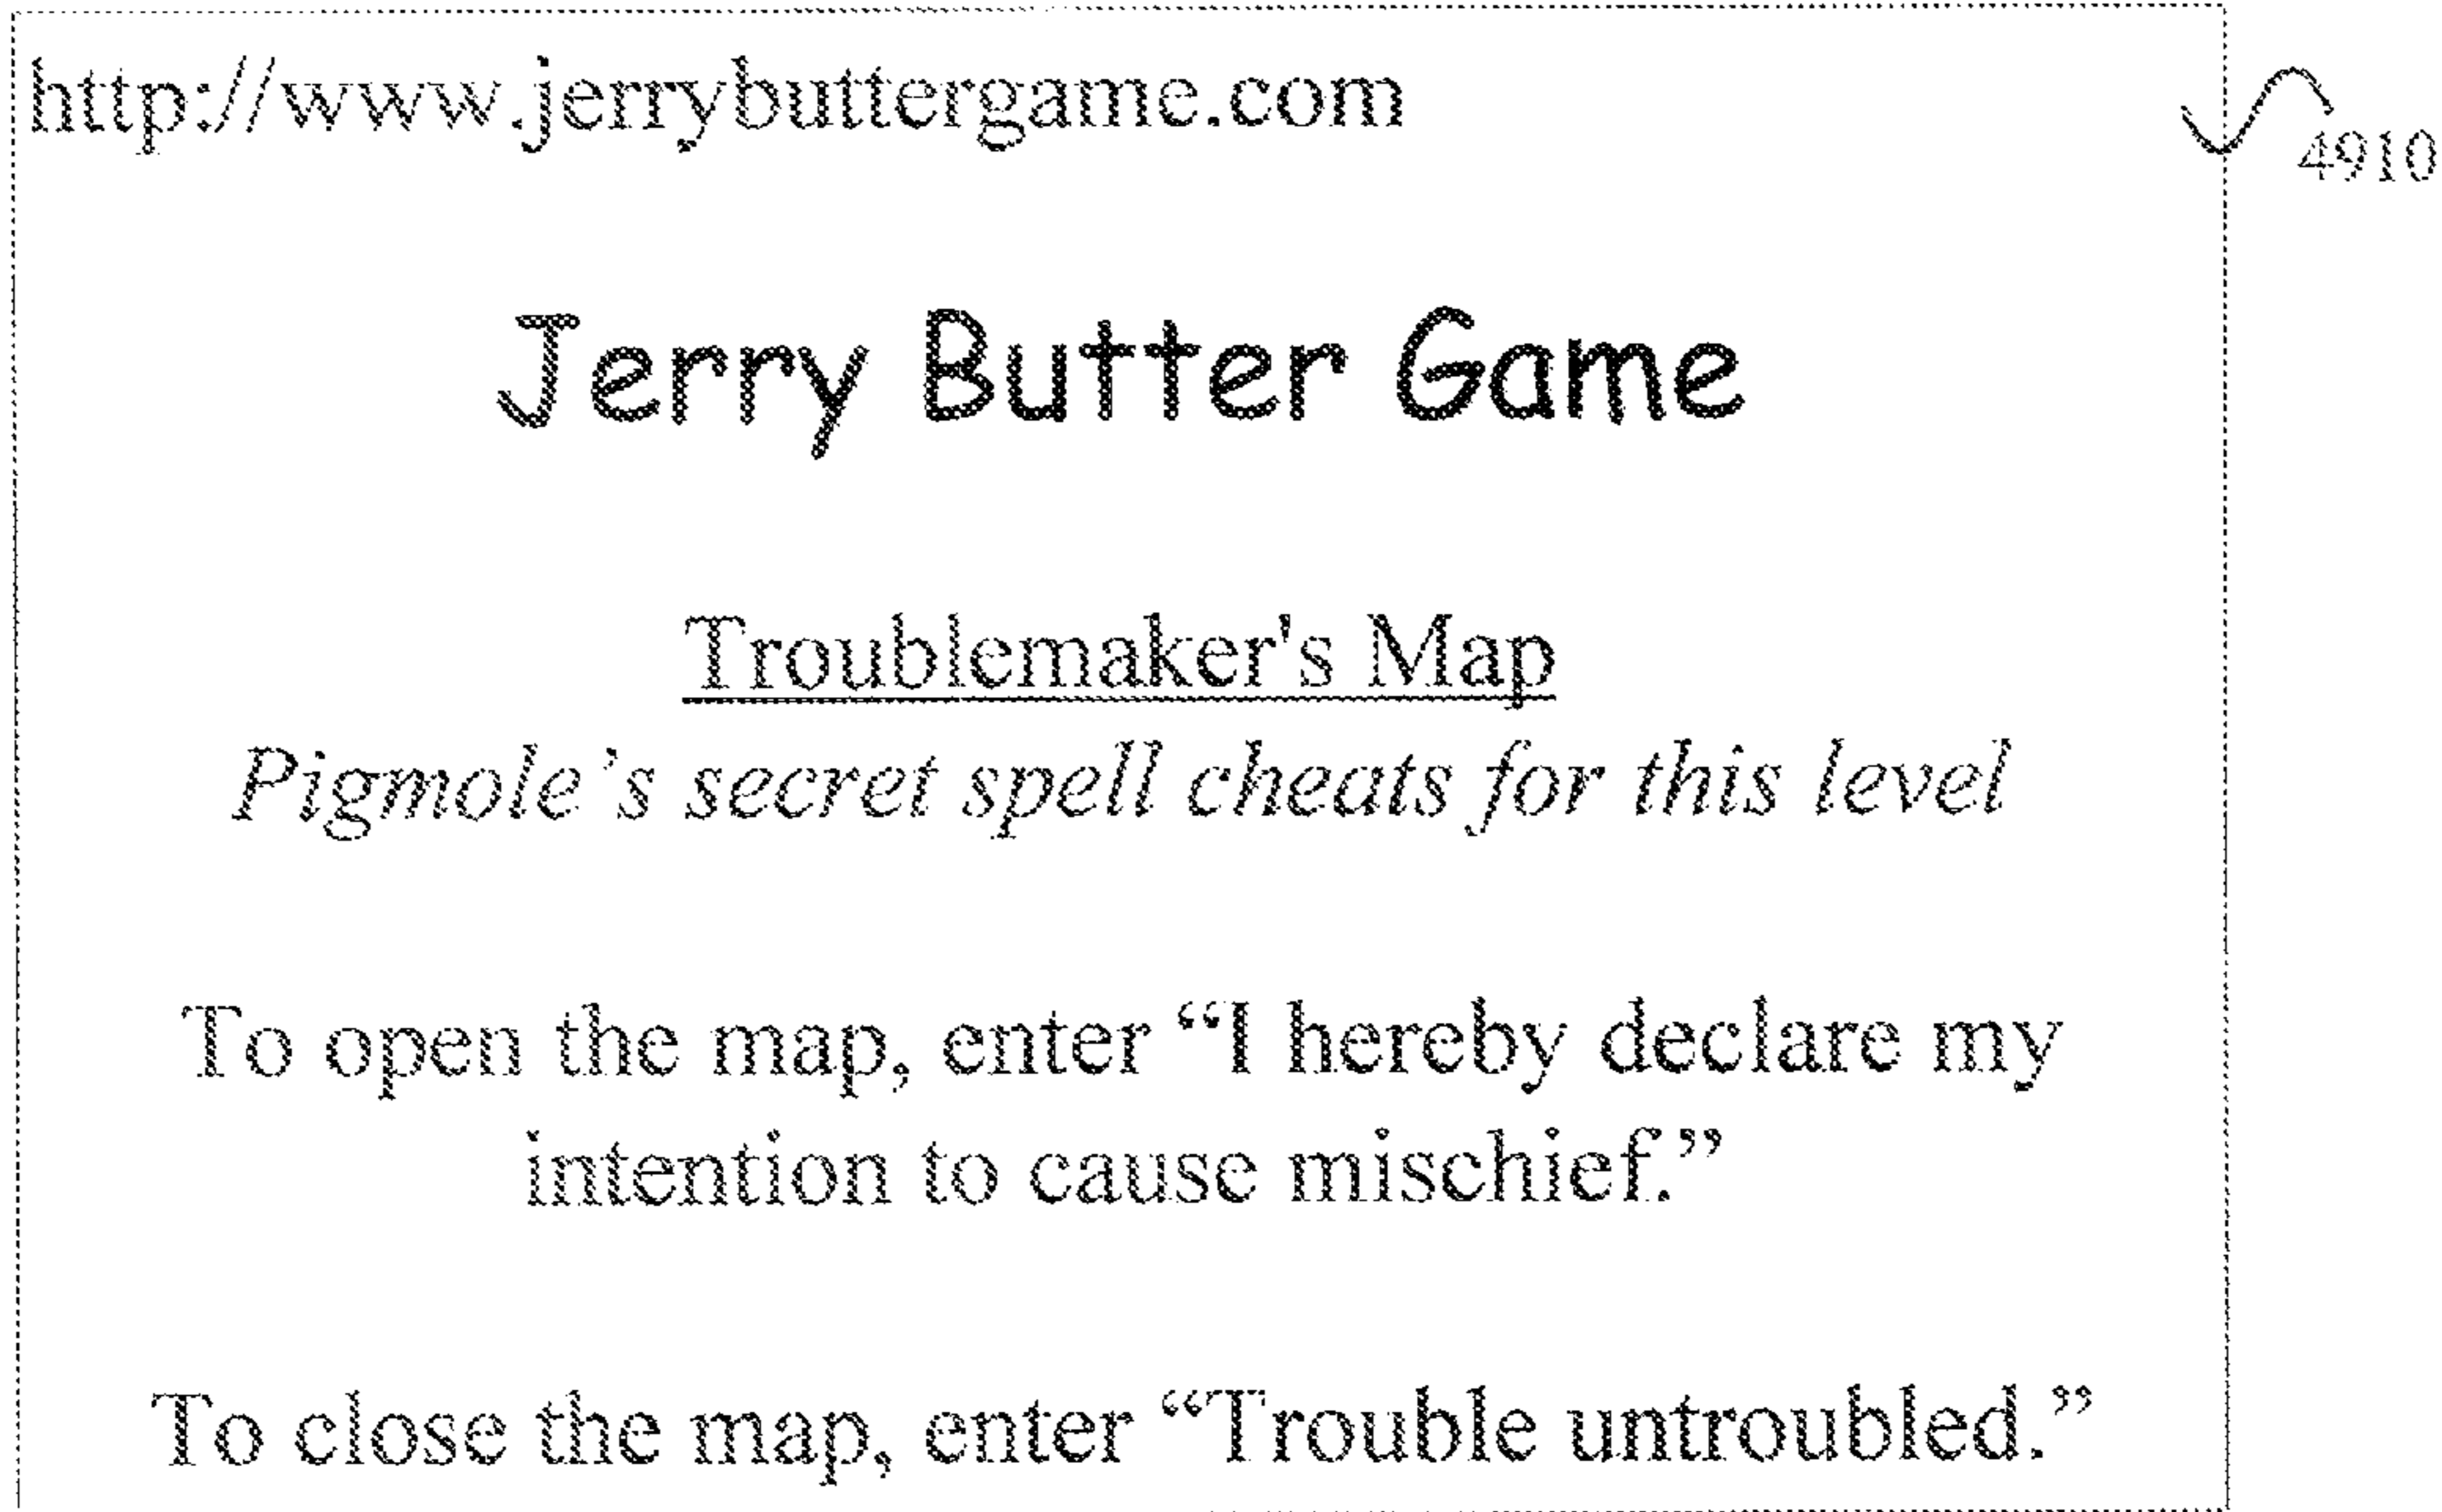 http://www.jerrybuttergame.com
4910
Jerry Butter Game
Troublemaker's Map
Pigmole’s secret spell cheats for this level
To open the map, enter “I hereby declare my
intention to cause mischief.”
To close the map, enter “Trouble untroubled.”